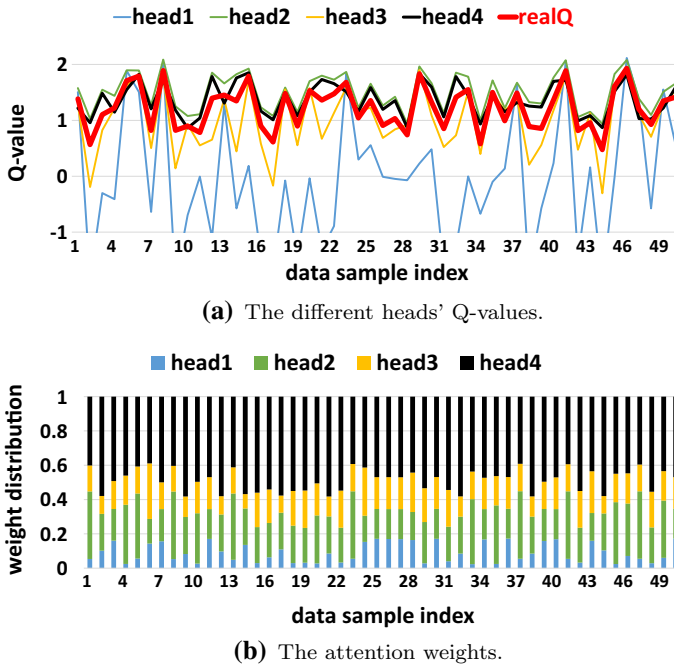 head1 head2 head3 head4 realQ
2
1
0
-1
Q-value
1 4 7 10 13 16 19 22 25 28 31 34 37 40 43 46 49
data sample index
(a) The different heads' Q-values.
head1 head2 head3 head4
1
0.8
0.6
0.4
0.2
0
weight distribution
1 4 7 10 13 16 19 22 25 28 31 34 37 40 43 46 49
data sample index
(b) The attention weights.